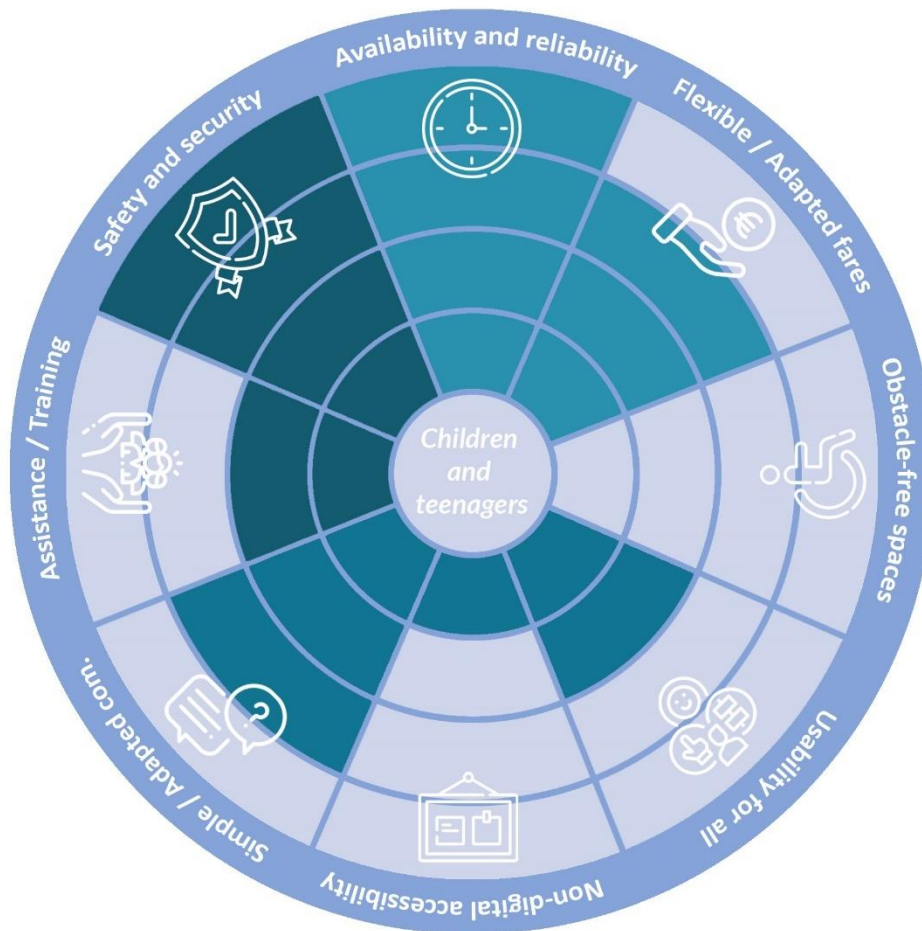 Availability and reliability
Flexible / Adapted fares
Obstacle-free spaces
Usability for all
Non-digital accessibility
Simple / Adapted com.
Assistance / Training
Safety and security
Children
and
teenagers
€
?